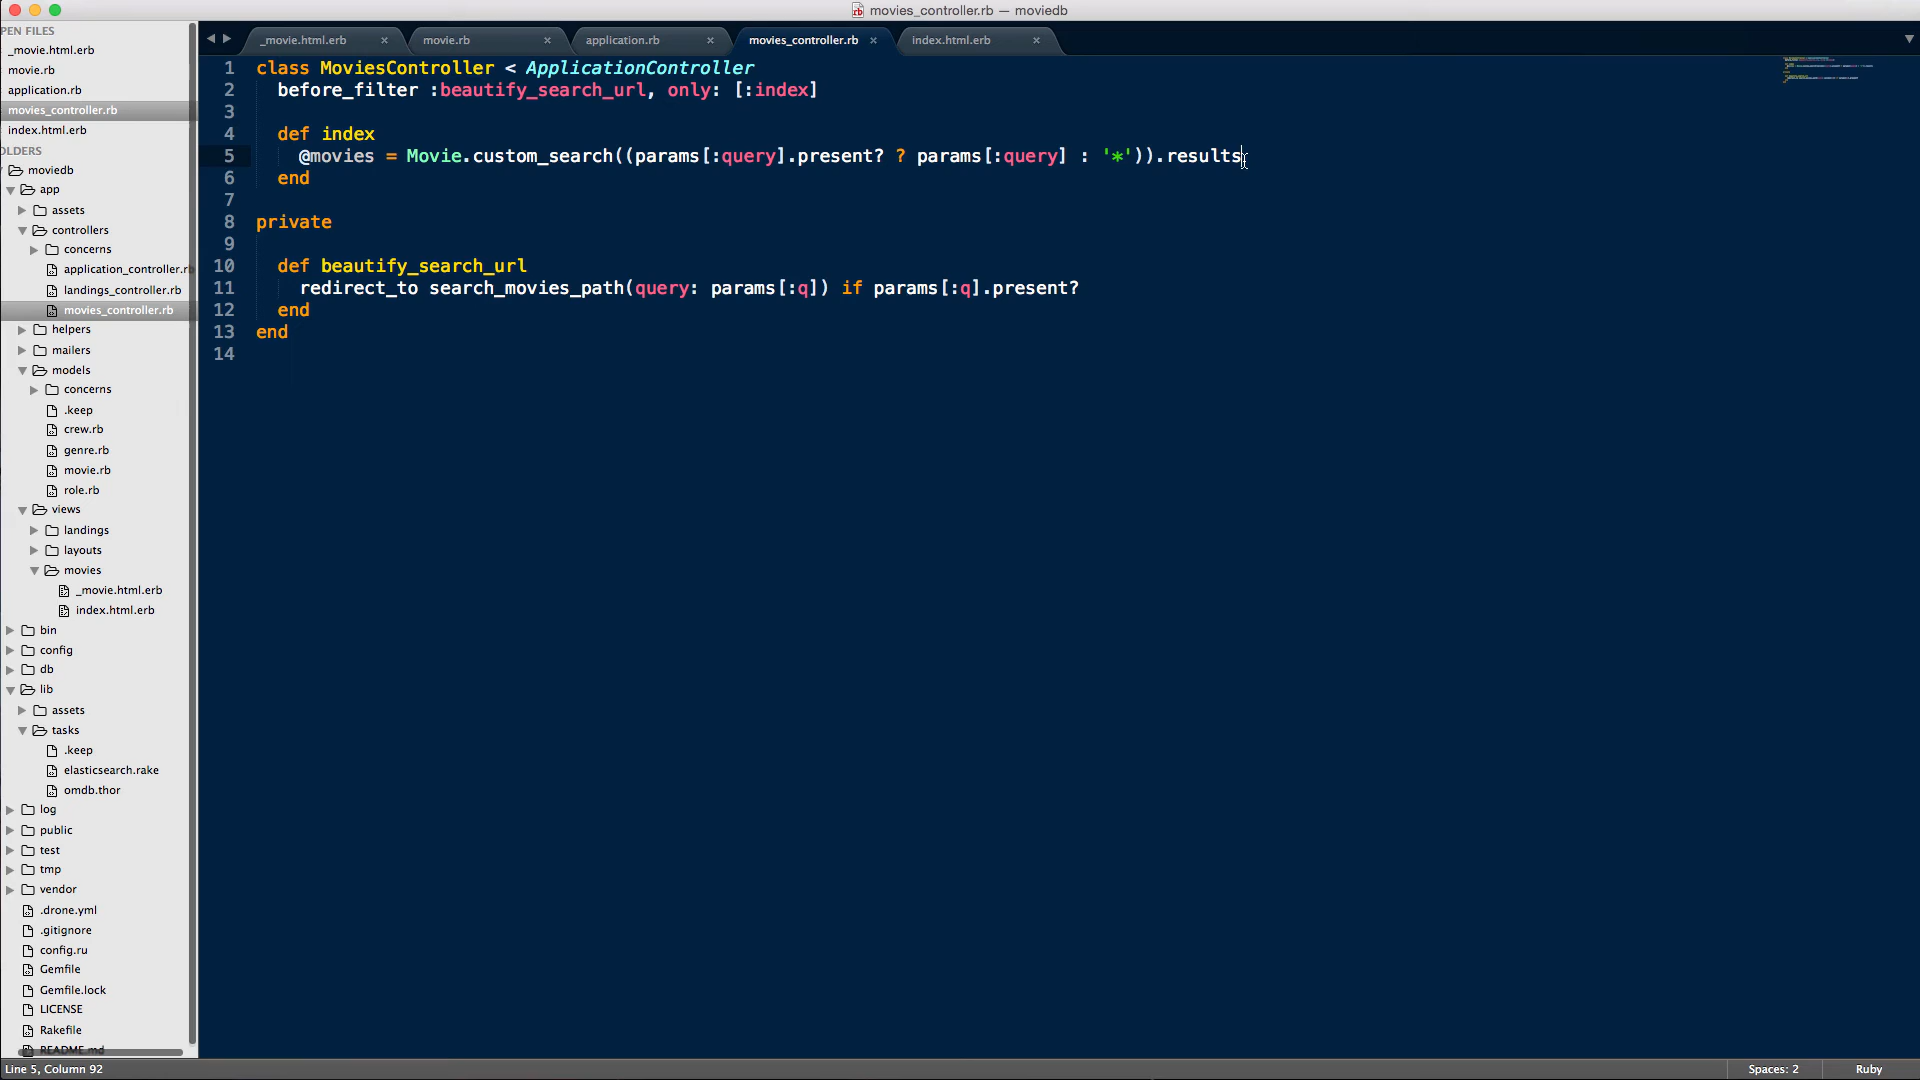 movies_controller.rb — moviedb
PEN FILES
_movie.html.erb
movie.rb
application.rb
movies_controller.rb
index.html.erb
OLDERS
moviedb
app
assets
controllers
concerns
application_controller.rb
landings_controller.rb
movies_controller.rb
helpers
mailers
models
concerns
.keep
crew.rb
genre.rb
movie.rb
role.rb
views
landings
layouts
movies
_movie.html.erb
index.html.erb
bin
config
db
lib
assets
tasks
.keep
elasticsearch.rake
omdb.thor
log
public
test
tmp
vendor
.drone.yml
.gitignore
config.ru
Gemfile
Gemfile.lock
LICENSE
Rakefile
README.md
_movie.html.erb × movie.rb × application.rb × movies_controller.rb × index.html.erb ×
1 class MoviesController < ApplicationController
2   before_filter :beautify_search_url, only: [:index]
3
4   def index
5     @movies = Movie.custom_search((params[:query].present? ? params[:query] : '*')).results
6   end
7
8 private
9
10   def beautify_search_url
11     redirect_to search_movies_path(query: params[:q]) if params[:q].present?
12   end
13 end
14
Line 5, Column 92
Spaces: 2
Ruby